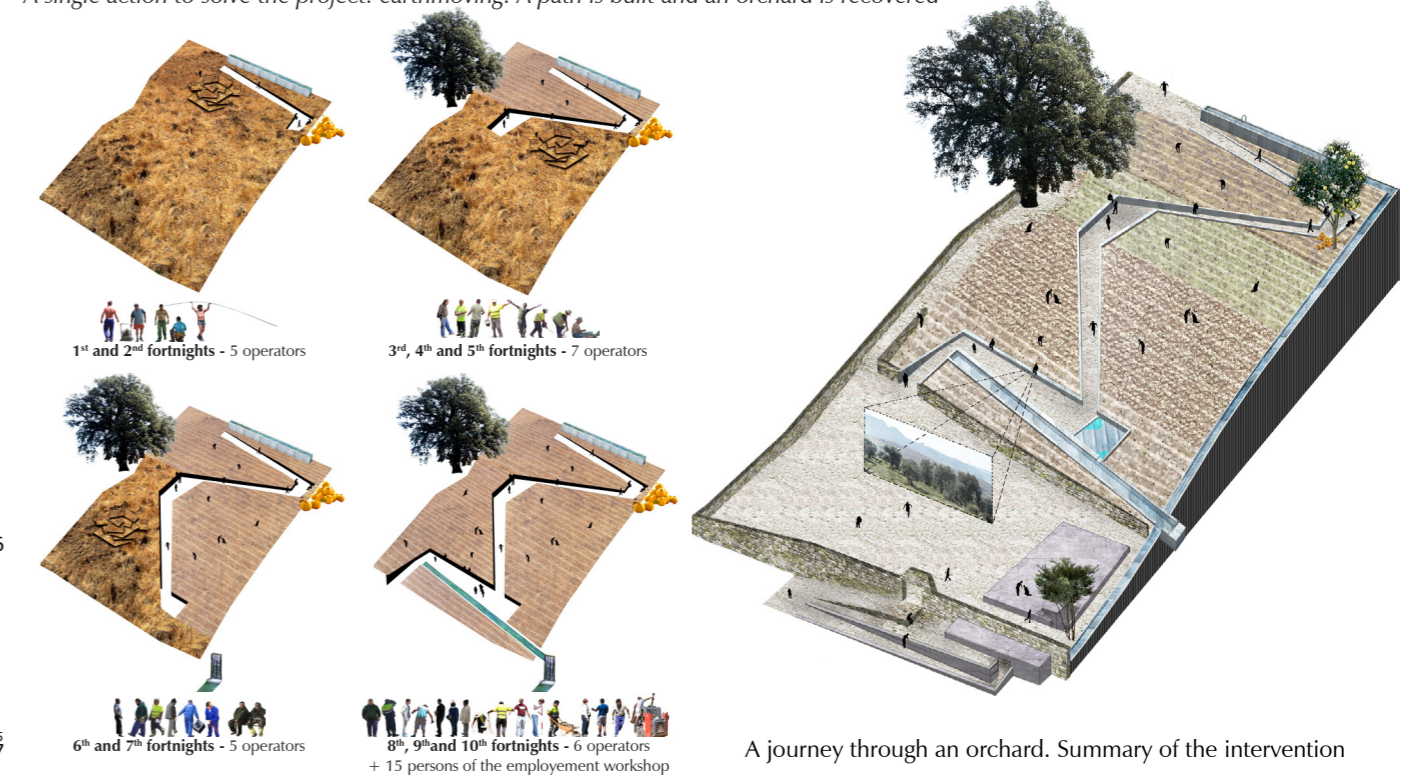 A single action to solve the project: earthmoving. A path is built and an orchard is recovered
1st and 2nd fortnights - 5 operators
3rd, 4th and 5th fortnights - 7 operators
6th and 7th fortnights - 5 operators
8th, 9thand 10th fortnights - 6 operators
+ 15 persons of the employement workshop
A journey through an orchard. Summary of the intervention